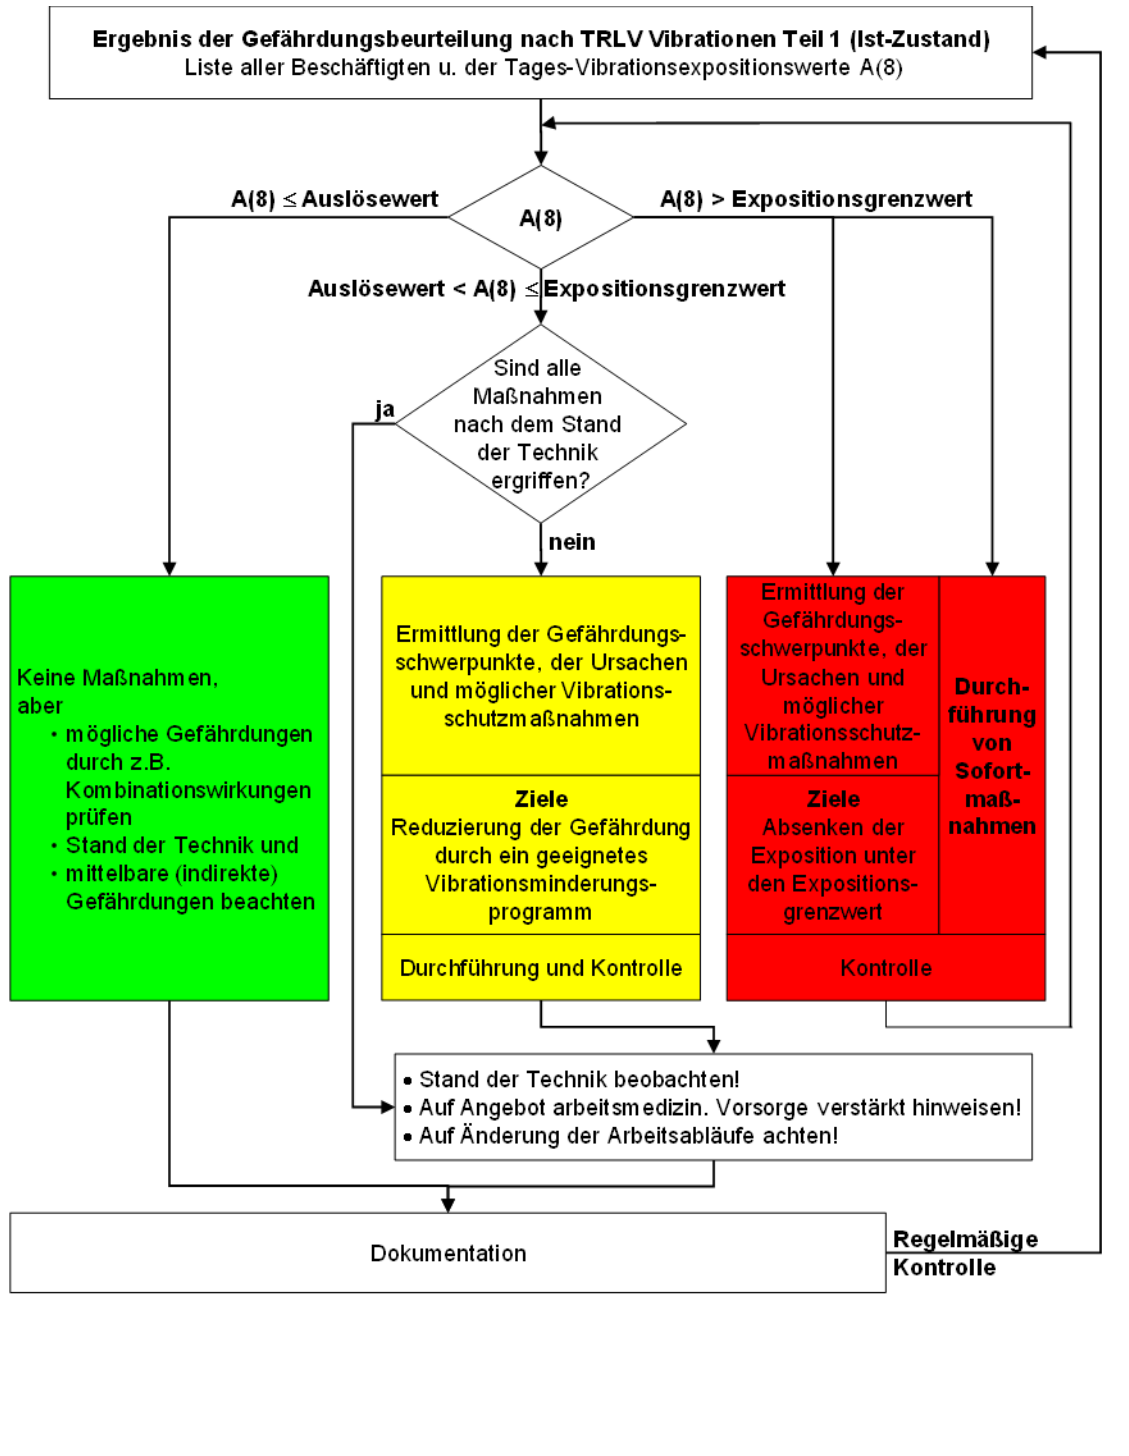 Ergebnis der Gefährdungsbeurteilung nach TRLV Vibrationen Teil 1 (Ist-Zustand)
Liste aller Beschäftigten u. der Tages-Vibrationsexpositionswerte A(8)
A(8) ≤ Auslösewert
A(8)
A(8) > Expositionsgrenzwert
Auslösewert < A(8) ≤ Expositionsgrenzwert
Sind alle
Maßnahmen
nach dem Stand
der Technik
ergriffen?
ja
nein
Keine Maßnahmen,
aber
• mögliche Gefährdungen
durch z.B.
Kombinationswirkungen
prüfen
• Stand der Technik und
• mittelbare (indirekte)
Gefährdungen beachten
Ermittlung der Gefährdungs-
schwerpunkte, der Ursachen
und möglicher Vibrations-
schutzmaßnahmen
Ziele
Reduzierung der Gefährdung
durch ein geeignetes
Vibrationsminderungs-
programm
Durchführung und Kontrolle
Ermittlung der
Gefährdungs-
schwerpunkte, der
Ursachen und
möglicher
Vibrationsschutz-
maßnahmen
Ziele
Absenken der
Exposition unter
den Expositions-
grenzwert
Durch-
führung
von
Sofort-
maß-
nahmen
Kontrolle
• Stand der Technik beobachten!
• Auf Angebot arbeitsmedizin. Vorsorge verstärkt hinweisen!
• Auf Änderung der Arbeitsabläufe achten!
Dokumentation
Regelmäßige
Kontrolle